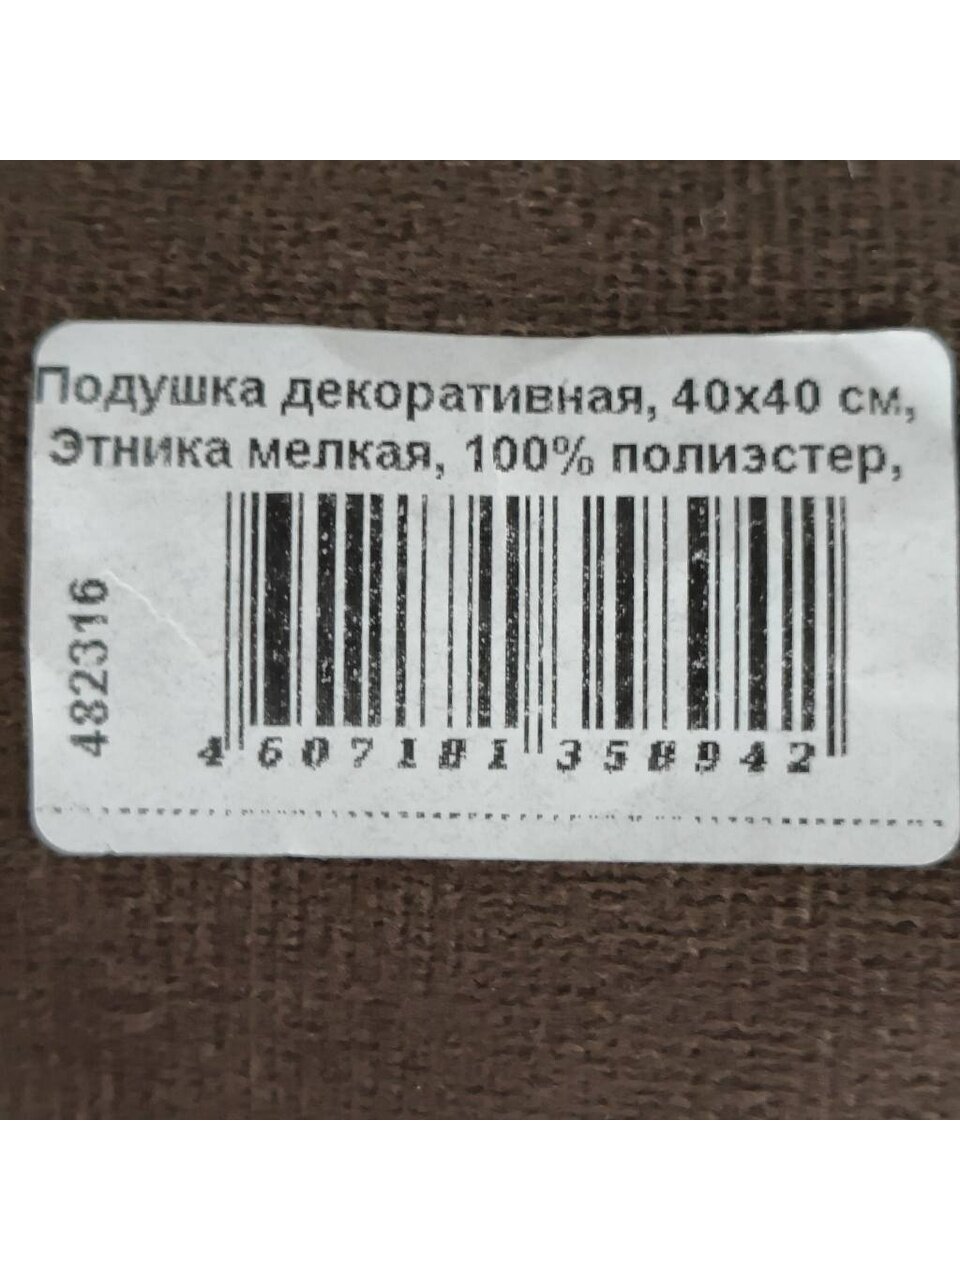 Подушка декоративная, 40х40 см,
Этника мелкая, 100% полиэстер,
482316
4 607181 358942